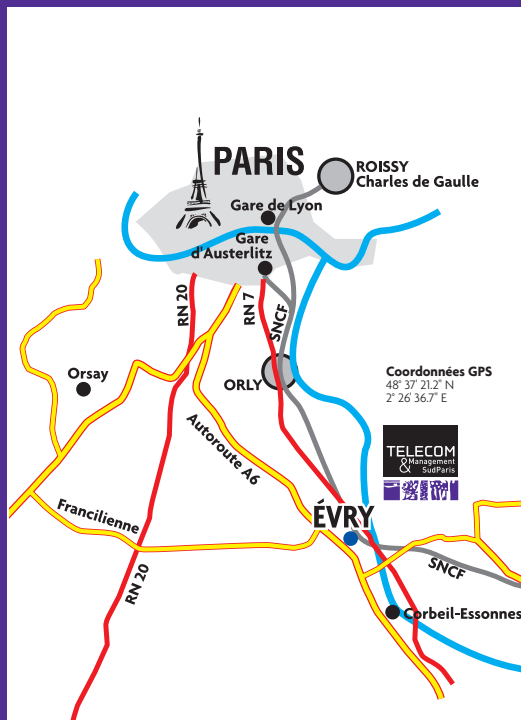 PARIS
ROISSY
Charles de Gaulle
Gare de Lyon
Gare
d'Austerlitz
RN 20
RN 7
SNCF
Orsay
ORLY
Coordonnées GPS
48° 37' 21.2" N
2° 26' 36.7" E
Autoroute A6
TELECOM
& Management
SudParis
Francilienne
ÉVRY
RN 20
SNCF
Corbeil-Essonnes